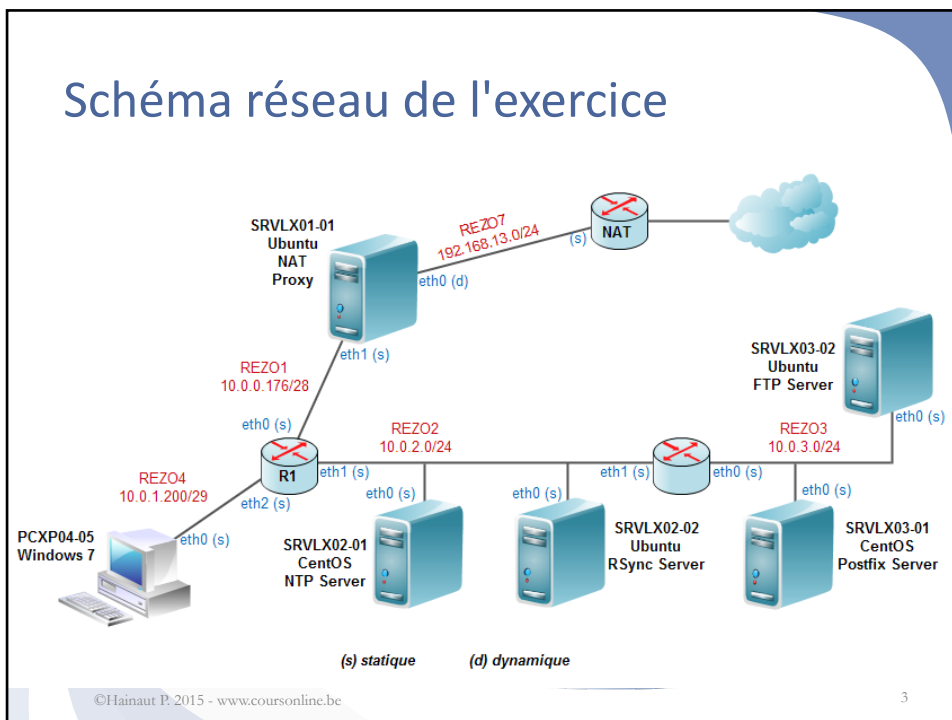 Schéma réseau de l'exercice
SRVLX01-01
Ubuntu
NAT
Proxy
REZO7
192.168.13.0/24
(s)
NAT
eth0 (d)
eth1 (s)
REZO1
10.0.0.176/28
SRVLX03-02
Ubuntu
FTP Server
eth0 (s)
eth0 (s)
REZO2
10.0.2.0/24
REZO3
10.0.3.0/24
R1
eth1 (s)
eth1 (s)
eth0 (s)
REZO4
10.0.1.200/29
eth2 (s)
eth0 (s)
eth0 (s)
eth0 (s)
PCXP04-05
Windows 7
eth0 (s)
SRVLX02-01
CentOS
NTP Server
SRVLX02-02
Ubuntu
RSync Server
SRVLX03-01
CentOS
Postfix Server
(s) statique
(d) dynamique
©Hainaut P. 2015 - www.coursonline.be
3